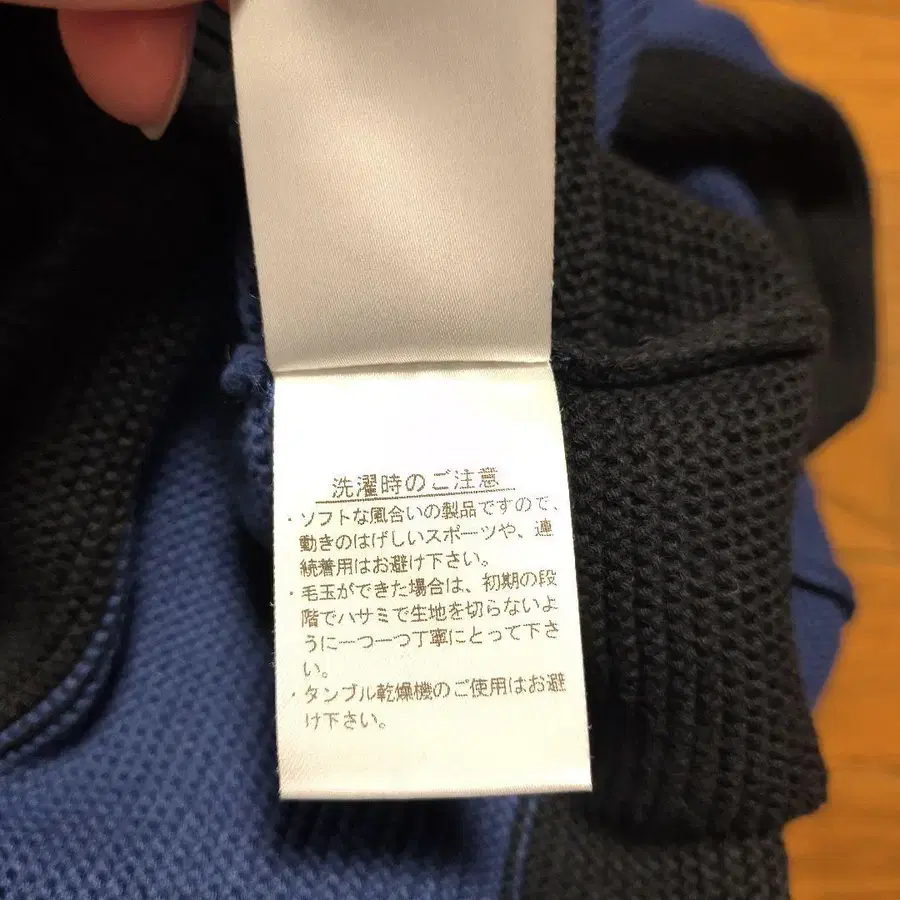 洗濯時のご注意
・ソフトな風合いの製品ですので、
動きのはげしいスポーツや、連
続着用はお避け下さい。
・毛玉ができた場合は、初期の段
階でハサミで生地を切らないよ
うに一つ一つ丁寧にとって下さ
い。
・タンブル乾燥機のご使用はお避
け下さい。